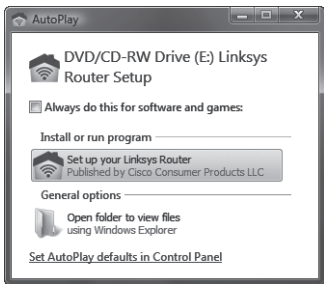 AutoPlay
DVD/CD-RW Drive (E:) Linksys
Router Setup
Always do this for software and games:
Install or run program
Set up your Linksys Router
Published by Cisco Consumer Products LLC
General options
Open folder to view files
using Windows Explorer
Set AutoPlay defaults in Control Panel